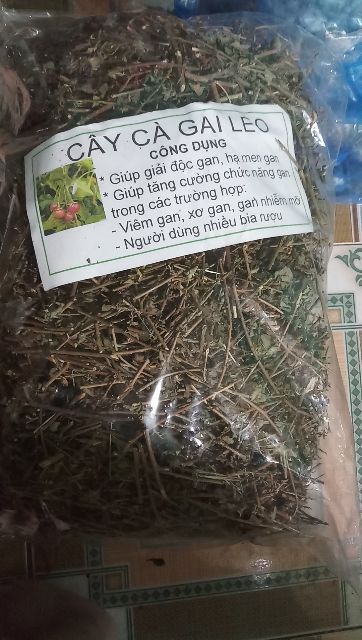 CÂY CÀ GAI LEO
CÔNG DỤNG
* Giúp giải độc gan, hạ men gan
* Giúp tăng cường chức năng gan
trong các trường hợp:
- Viêm gan, xơ gan, gan nhiễm mỡ
- Người dùng nhiều bia rượu